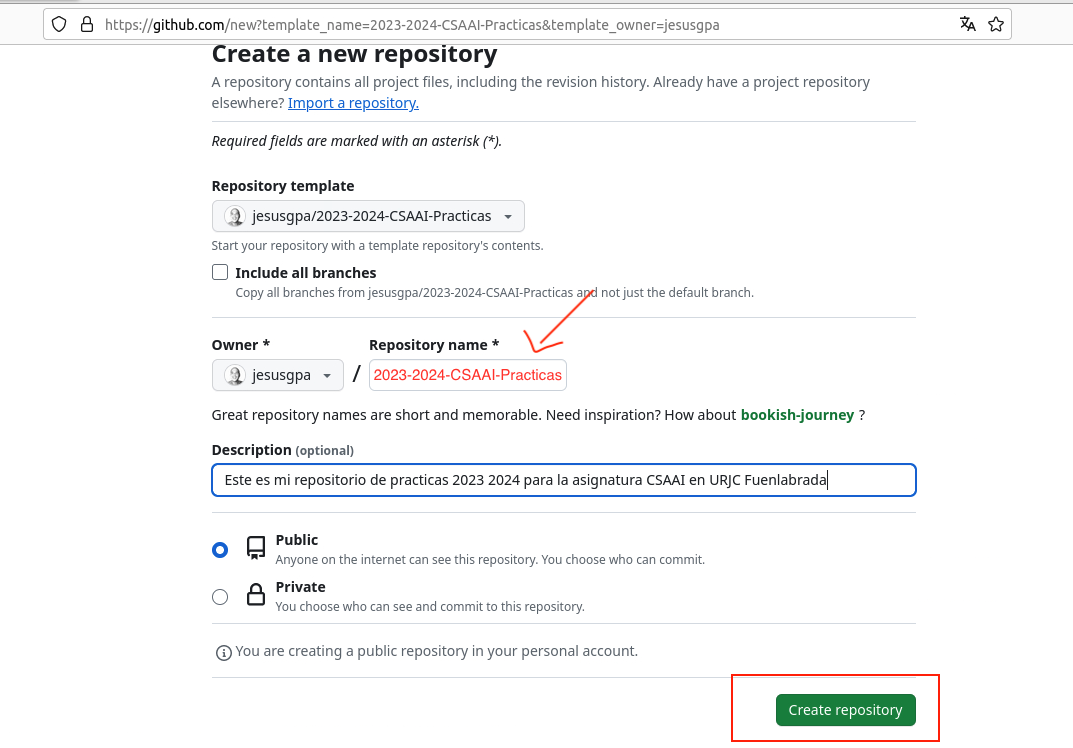 https://github.com/new?template_name=2023-2024-CSAAI-Practicas&template_owner=jesusgpa
Create a new repository
A repository contains all project files, including the revision history. Already have a project repository
elsewhere? Import a repository.
Required fields are marked with an asterisk (*).
Repository template
jesusgpa/2023-2024-CSAAI-Practicas
Start your repository with a template repository's contents.
Include all branches
Copy all branches from jesusgpa/2023-2024-CSAAI-Practicas and not just the default branch.
Owner * Repository name *
jesusgpa / 2023-2024-CSAAI-Practicas
Great repository names are short and memorable. Need inspiration? How about bookish-journey ?
Description (optional)
Este es mi repositorio de practicas 2023 2024 para la asignatura CSAAI en URJC Fuenlabrada
Public
Anyone on the internet can see this repository. You choose who can commit.
Private
You choose who can see and commit to this repository.
You are creating a public repository in your personal account.
Create repository